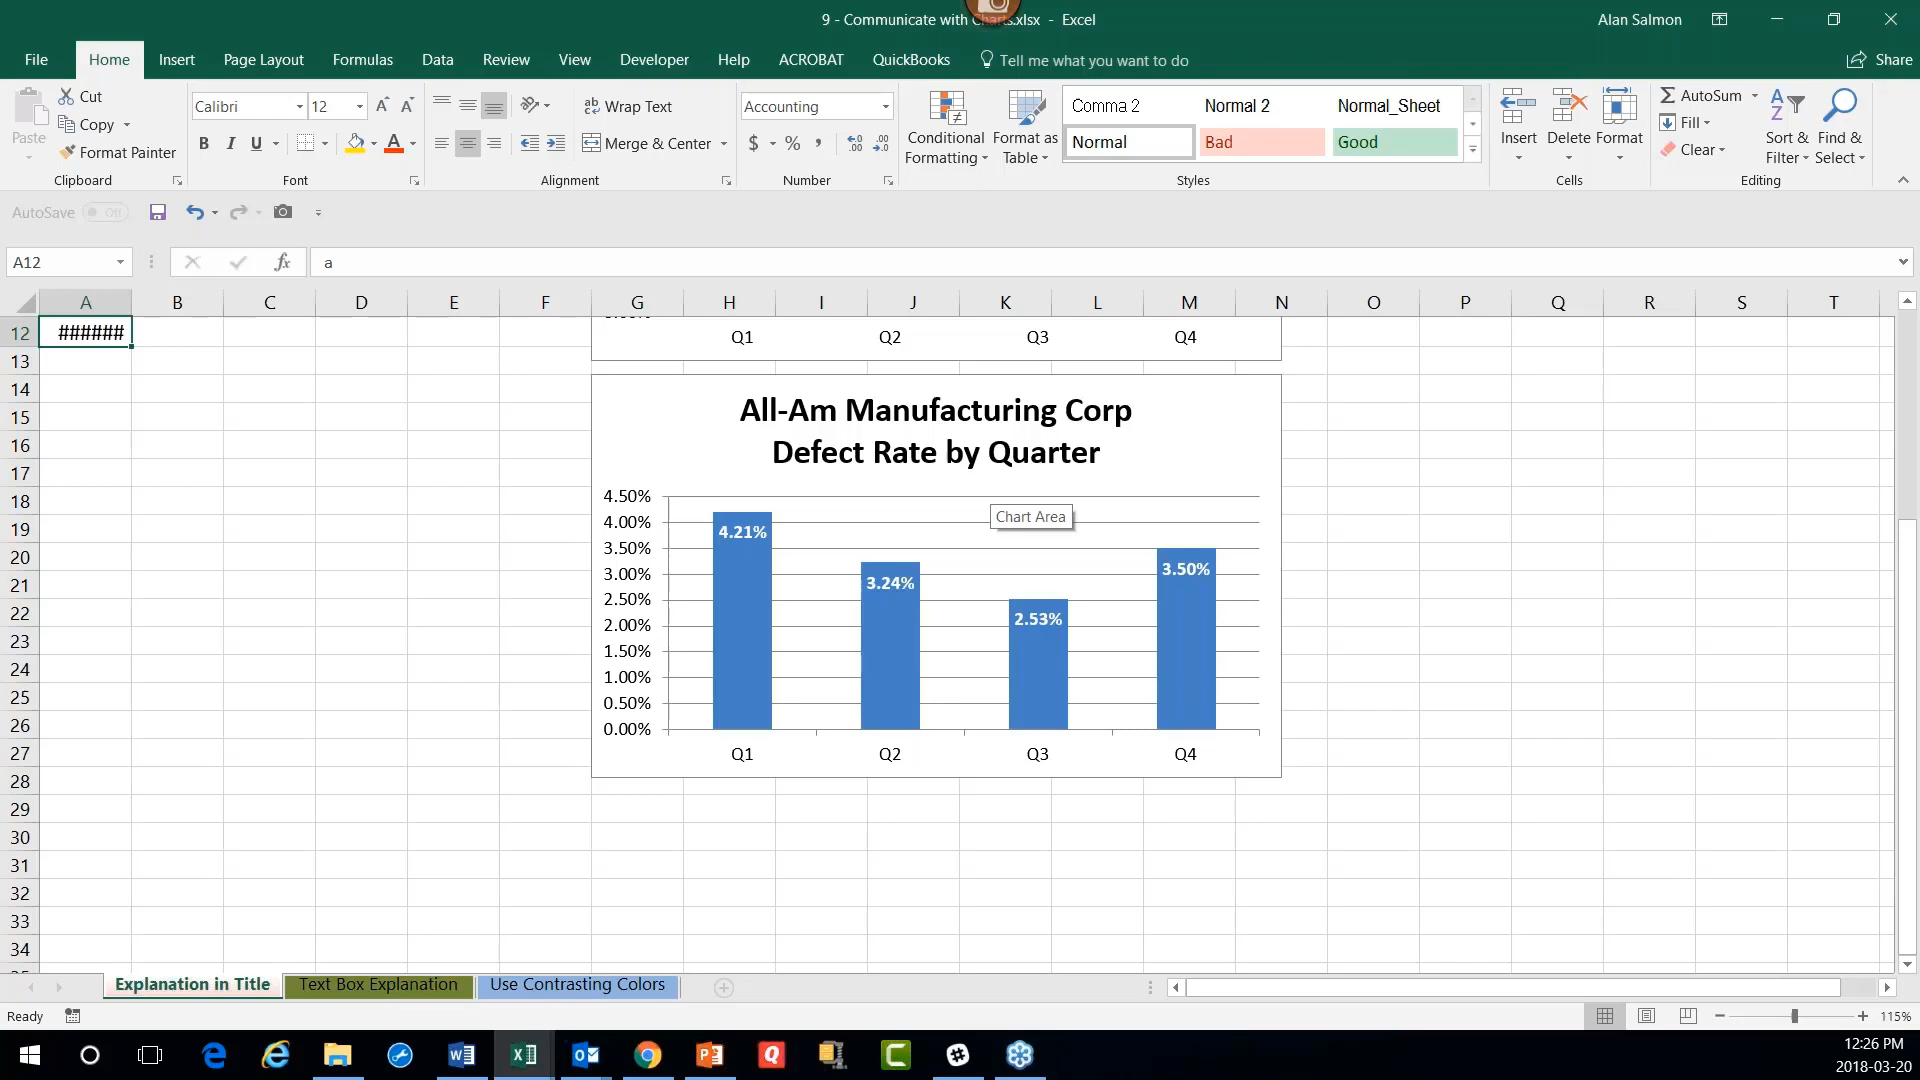 9 - Communicate with Charts.xlsx - Excel
Alan Salmon
File Home Insert Page Layout Formulas Data Review View Developer Help ACROBAT QuickBooks Tell me what you want to do Share
Paste
Cut
Copy
Format Painter
Clipboard
Calibri 12
B I U
Font
Wrap Text
Merge & Center
Alignment
Accounting
$ % ,
Number
Conditional Formatting
Format as Table
Comma 2 Normal 2 Normal_Sheet
Normal Bad Good
Styles
Insert Delete Format
Cells
AutoSum
Fill
Clear
Sort & Filter
Find & Select
Editing
AutoSave Off
A12 fx a
A B C D E F G H I J K L M N O P Q R S T
12 ######
13
14
15
16
17
18
19
20
21
22
23
24
25
26
27
28
29
30
31
32
33
34
Q1 Q2 Q3 Q4
All-Am Manufacturing Corp
Defect Rate by Quarter
4.50%
4.00%
3.50%
3.00%
2.50%
2.00%
1.50%
1.00%
0.50%
0.00%
Chart Area
4.21% 3.24% 2.53% 3.50%
Q1 Q2 Q3 Q4
Explanation in Title Text Box Explanation Use Contrasting Colors
Ready
115%
12:26 PM
2018-03-20